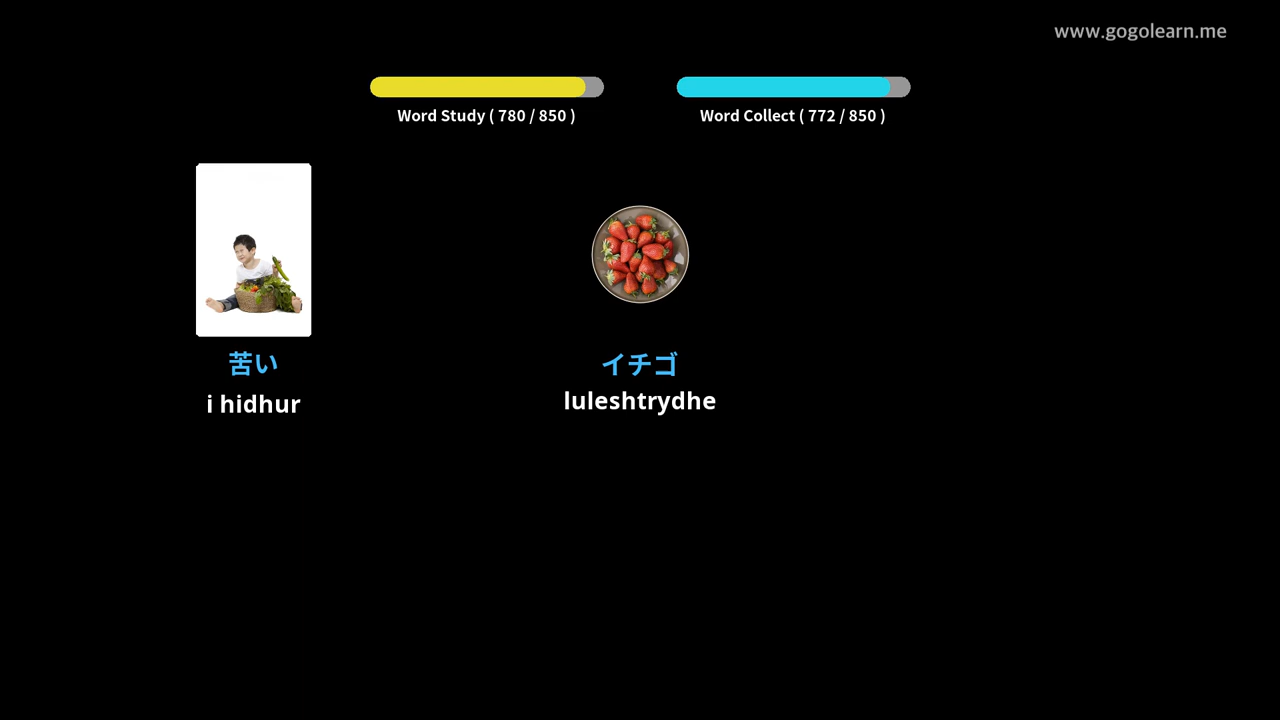 www.gogolearn.me
Word Study ( 780 / 850 )
Word Collect ( 772 / 850 )
苦い
イチゴ
i hidhur
luleshtrydhe